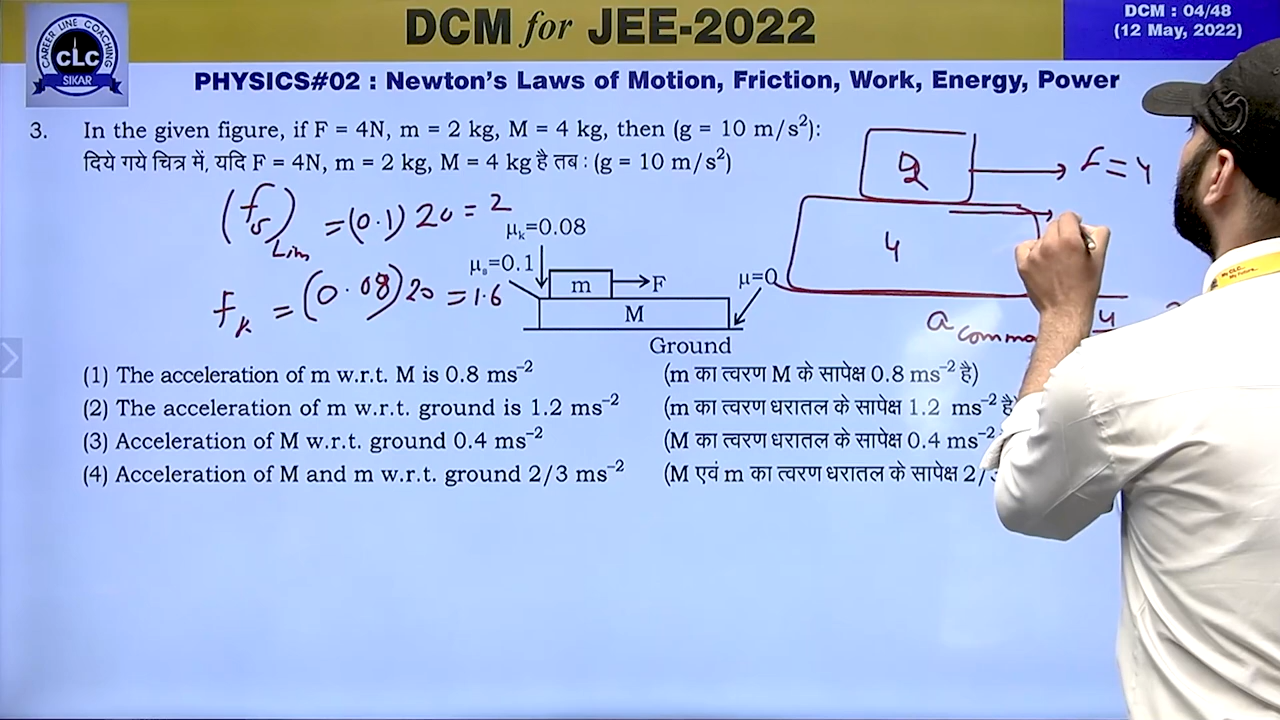 CAREER LINE COACHING
CLC
SIKAR
DCM for JEE-2022
DCM : 04/48
(12 May, 2022)
PHYSICS#02 : Newton's Laws of Motion, Friction, Work, Energy, Power
3. In the given figure, if F = 4N, m = 2 kg, M = 4 kg, then (g = 10 m/s²):
दिये गये चित्र में, यदि F = 4N, m = 2 kg, M = 4 kg है तब : (g = 10 m/s²)
(fs)Lim = (0.1) 20 = 2
fk = (0.08) 20 = 1.6
μk=0.08
μs=0.1
m
F
M
μ=0
Ground
2
F = 4
4
a
4
(1) The acceleration of m w.r.t. M is 0.8 ms⁻² (m का त्वरण M के सापेक्ष 0.8 ms⁻² है)
(2) The acceleration of m w.r.t. ground is 1.2 ms⁻² (m का त्वरण धरातल के सापेक्ष 1.2 ms⁻² है
(3) Acceleration of M w.r.t. ground 0.4 ms⁻² (M का त्वरण धरातल के सापेक्ष 0.4 ms⁻²
(4) Acceleration of M and m w.r.t. ground 2/3 ms⁻² (M एवं m का त्वरण धरातल के सापेक्ष 2/3